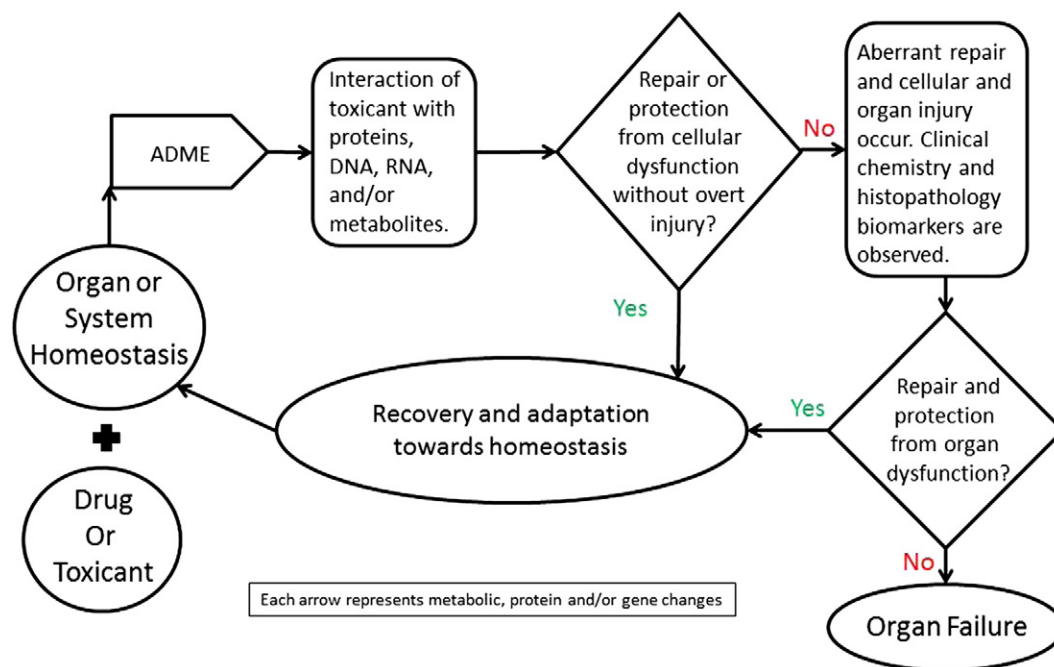 Organ or
System
Homeostasis
Drug
Or
Toxicant
ADME
Interaction of
toxicant with
proteins,
DNA, RNA,
and/or
metabolites.
Repair or
protection
from cellular
dysfunction
without overt
injury?
No
Yes
Aberrant repair
and cellular and
organ injury
occur. Clinical
chemistry and
histopathology
biomarkers are
observed.
Repair and
protection
from organ
dysfunction?
Yes
No
Recovery and adaptation
towards homeostasis
Organ Failure
Each arrow represents metabolic, protein and/or gene changes